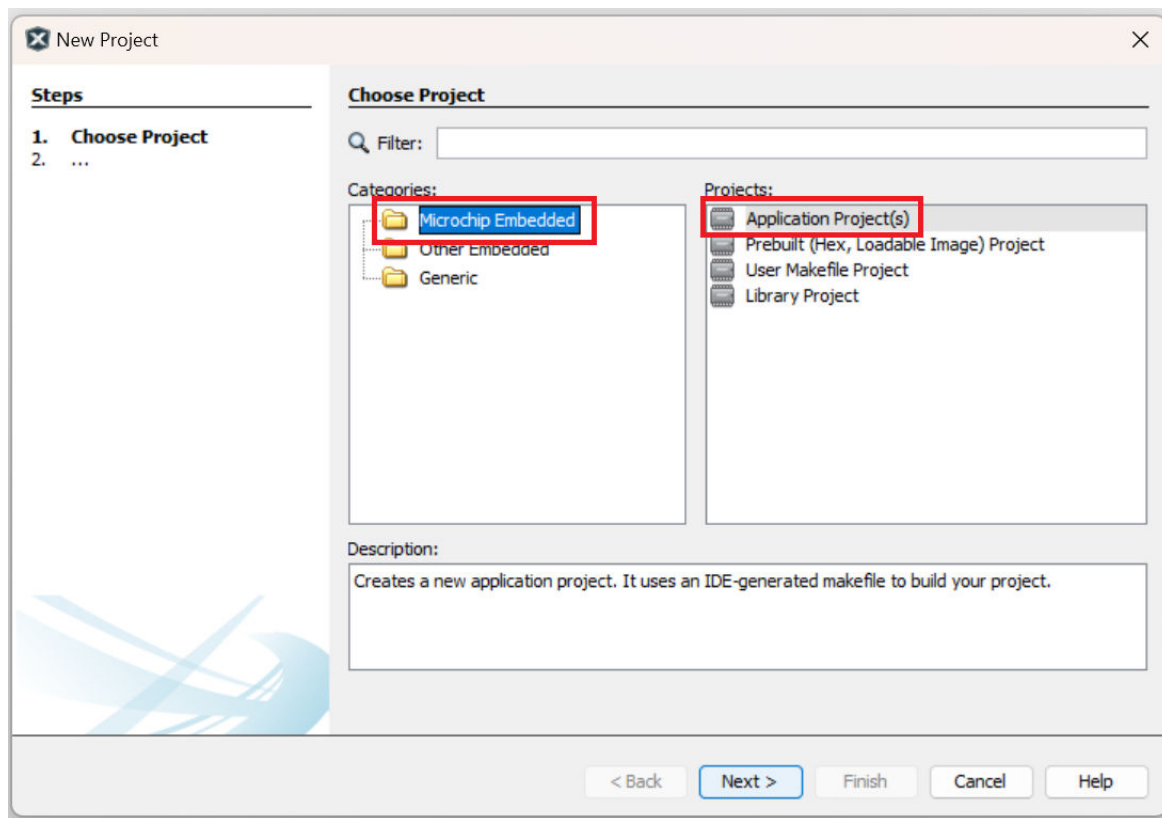 New Project
Steps
1. Choose Project
2. ...
Choose Project
Filter:
Categories:
Microchip Embedded
Other Embedded
Generic
Projects:
Application Project(s)
Prebuilt (Hex, Loadable Image) Project
User Makefile Project
Library Project
Description:
Creates a new application project. It uses an IDE-generated makefile to build your project.
< Back Next > Finish Cancel Help